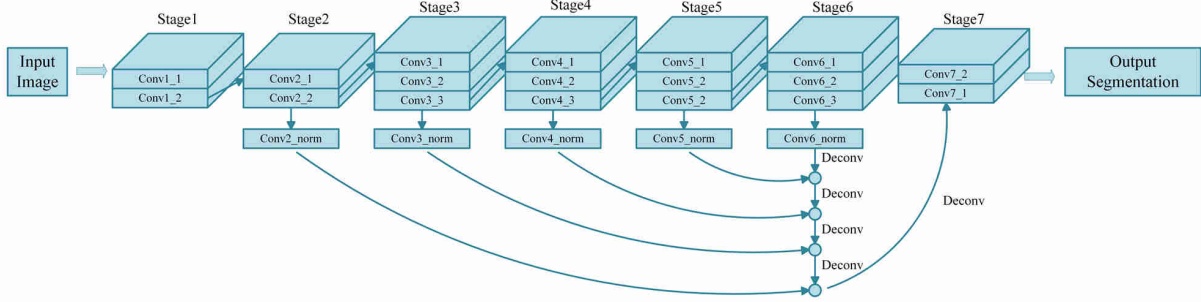 Stage1
Stage2
Stage3
Stage4
Stage5
Stage6
Stage7
Input
Image
Conv1_1
Conv1_2
Conv2_1
Conv2_2
Conv3_1
Conv3_2
Conv3_3
Conv4_1
Conv4_2
Conv4_3
Conv5_1
Conv5_2
Conv5_2
Conv6_1
Conv6_2
Conv6_3
Conv7_2
Conv7_1
Output
Segmentation
Conv2_norm
Conv3_norm
Conv4_norm
Conv5_norm
Conv6_norm
Deconv
Deconv
Deconv
Deconv
Deconv